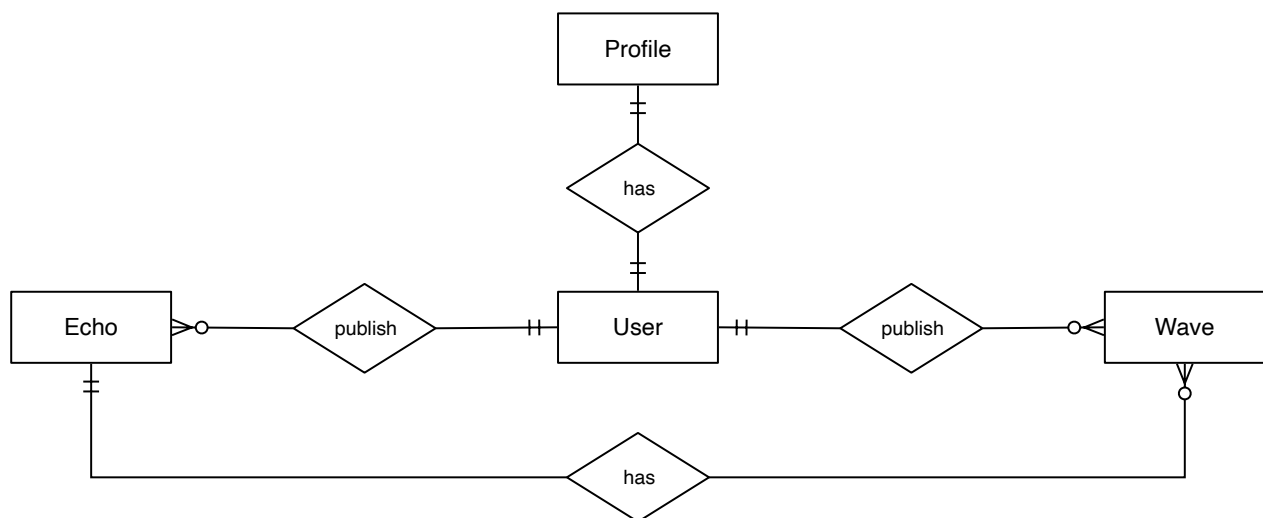 Profile
has
Echo
publish
User
publish
Wave
has